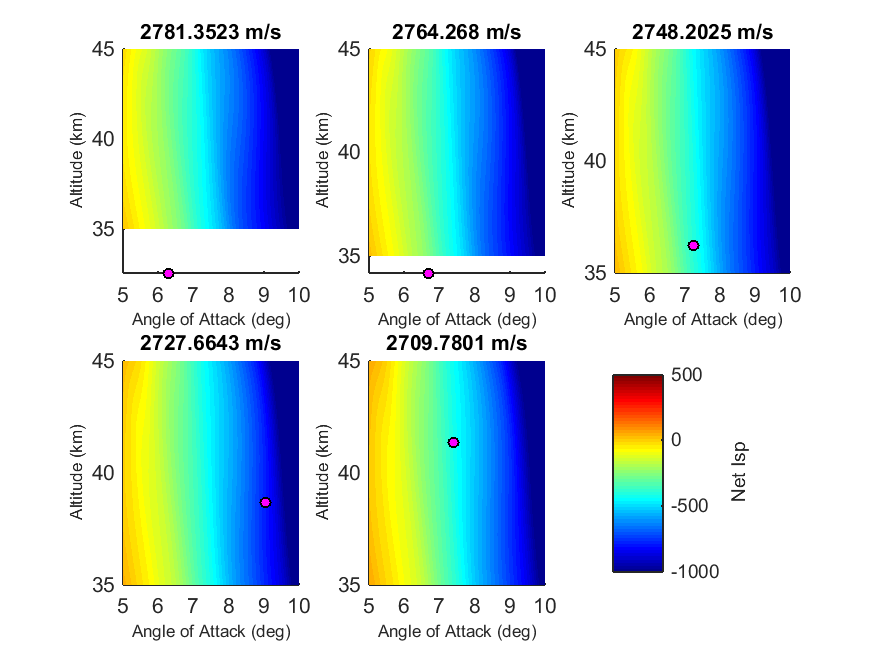 2781.3523 m/s
45
40
35
Altitude (km)
5 6 7 8 9 10
Angle of Attack (deg)
2764.268 m/s
45
40
35
Altitude (km)
5 6 7 8 9 10
Angle of Attack (deg)
2748.2025 m/s
45
40
35
Altitude (km)
5 6 7 8 9 10
Angle of Attack (deg)
2727.6643 m/s
45
40
35
Altitude (km)
5 6 7 8 9 10
Angle of Attack (deg)
2709.7801 m/s
45
40
35
Altitude (km)
5 6 7 8 9 10
Angle of Attack (deg)
500
0
-500
-1000
Net Isp